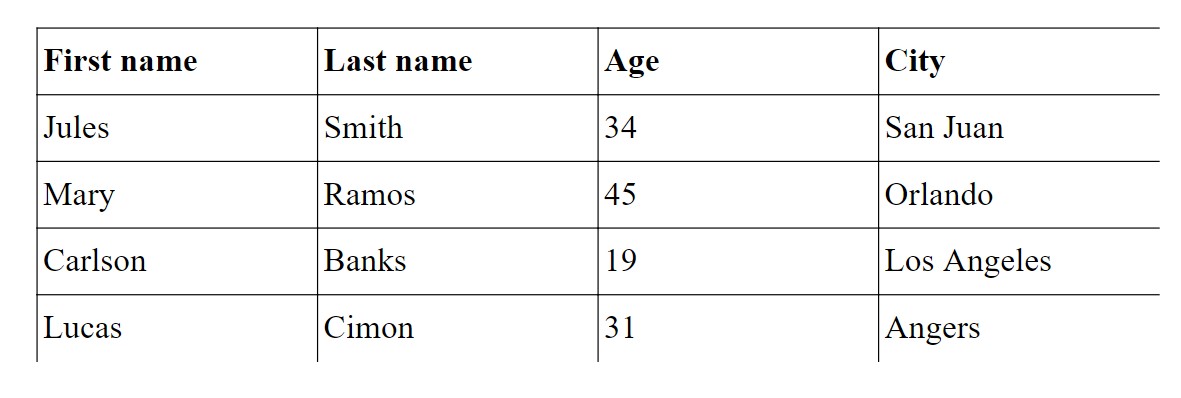 First name Last name Age City
Jules Smith 34 San Juan
Mary Ramos 45 Orlando
Carlson Banks 19 Los Angeles
Lucas Cimon 31 Angers